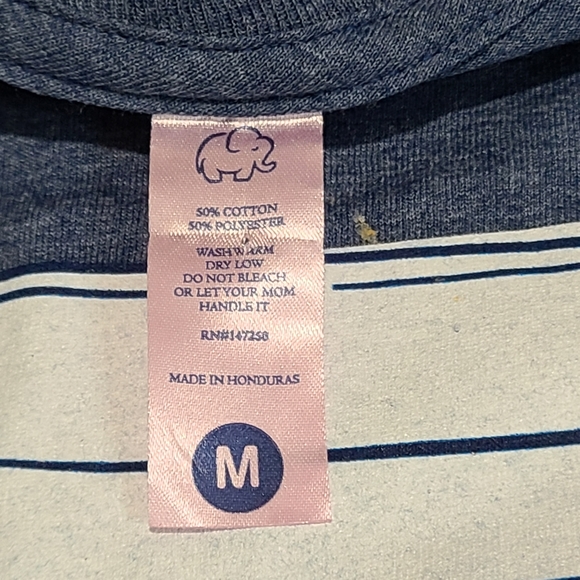 50% COTTON
50% POLYESTER
WASH WARM
DRY LOW
DO NOT BLEACH
OR LET YOUR MOM
HANDLE IT
RN#147258
MADE IN HONDURAS
M